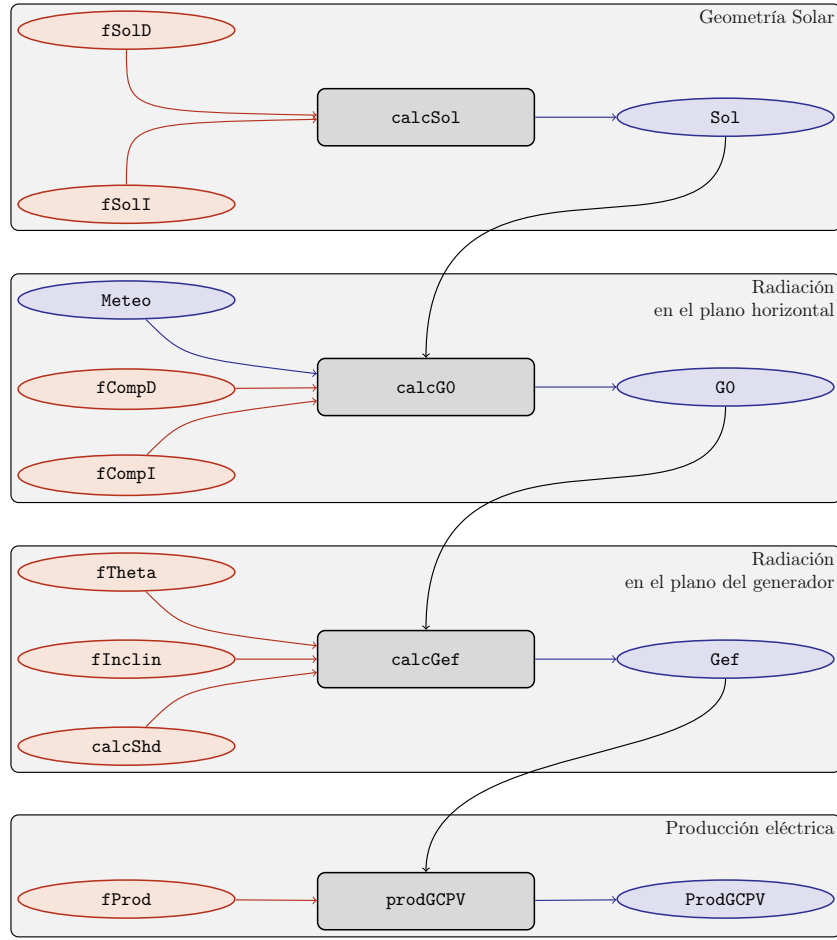 Geometría Solar
fSolD
calcSol
Sol
fSolI
Radiación
en el plano horizontal
Meteo
fCompD
calcG0
G0
fCompI
Radiación
en el plano del generador
fTheta
fInclin
calcGef
Gef
calcShd
Producción eléctrica
fProd
prodGCPV
ProdGCPV